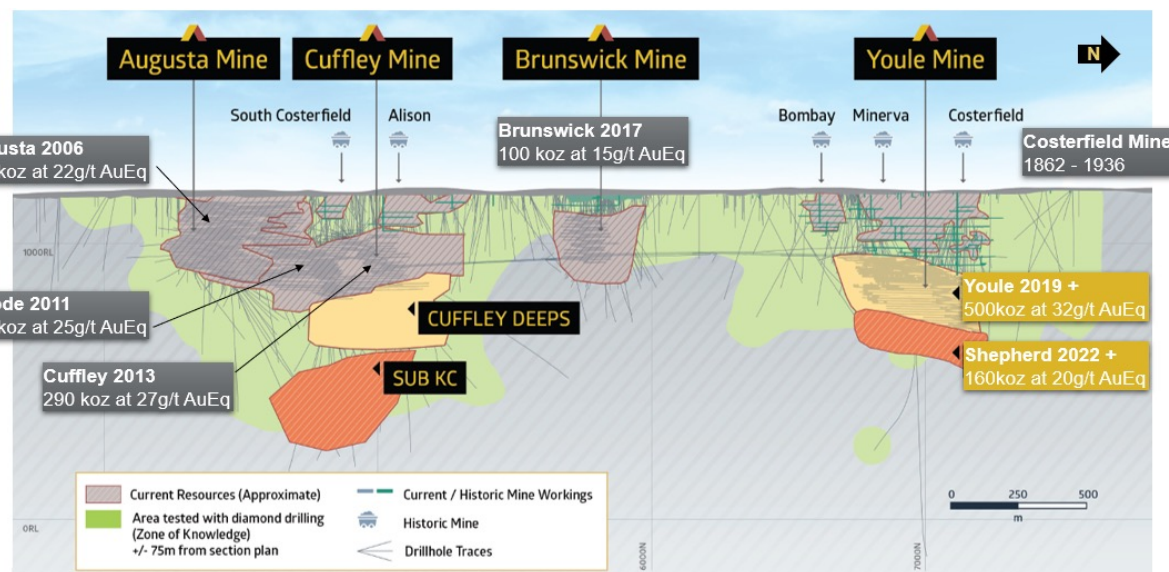 Augusta Mine
Cuffley Mine
Brunswick Mine
Youle Mine
N
South Costerfield
Alison
Bombay
Minerva
Costerfield
usta 2006
koz at 22g/t AuEq
Brunswick 2017
100 koz at 15g/t AuEq
Costerfield Mine
1862 - 1936
1000RL
ode 2011
koz at 25g/t AuEq
CUFFLEY DEEPS
Youle 2019 +
500koz at 32g/t AuEq
Cuffley 2013
290 koz at 27g/t AuEq
SUB KC
Shepherd 2022 +
160koz at 20g/t AuEq
Current Resources (Approximate)
Area tested with diamond drilling
(Zone of Knowledge)
+/- 75m from section plan
Current / Historic Mine Workings
Historic Mine
Drillhole Traces
0 250 500
m
0RL
6000N
7000N